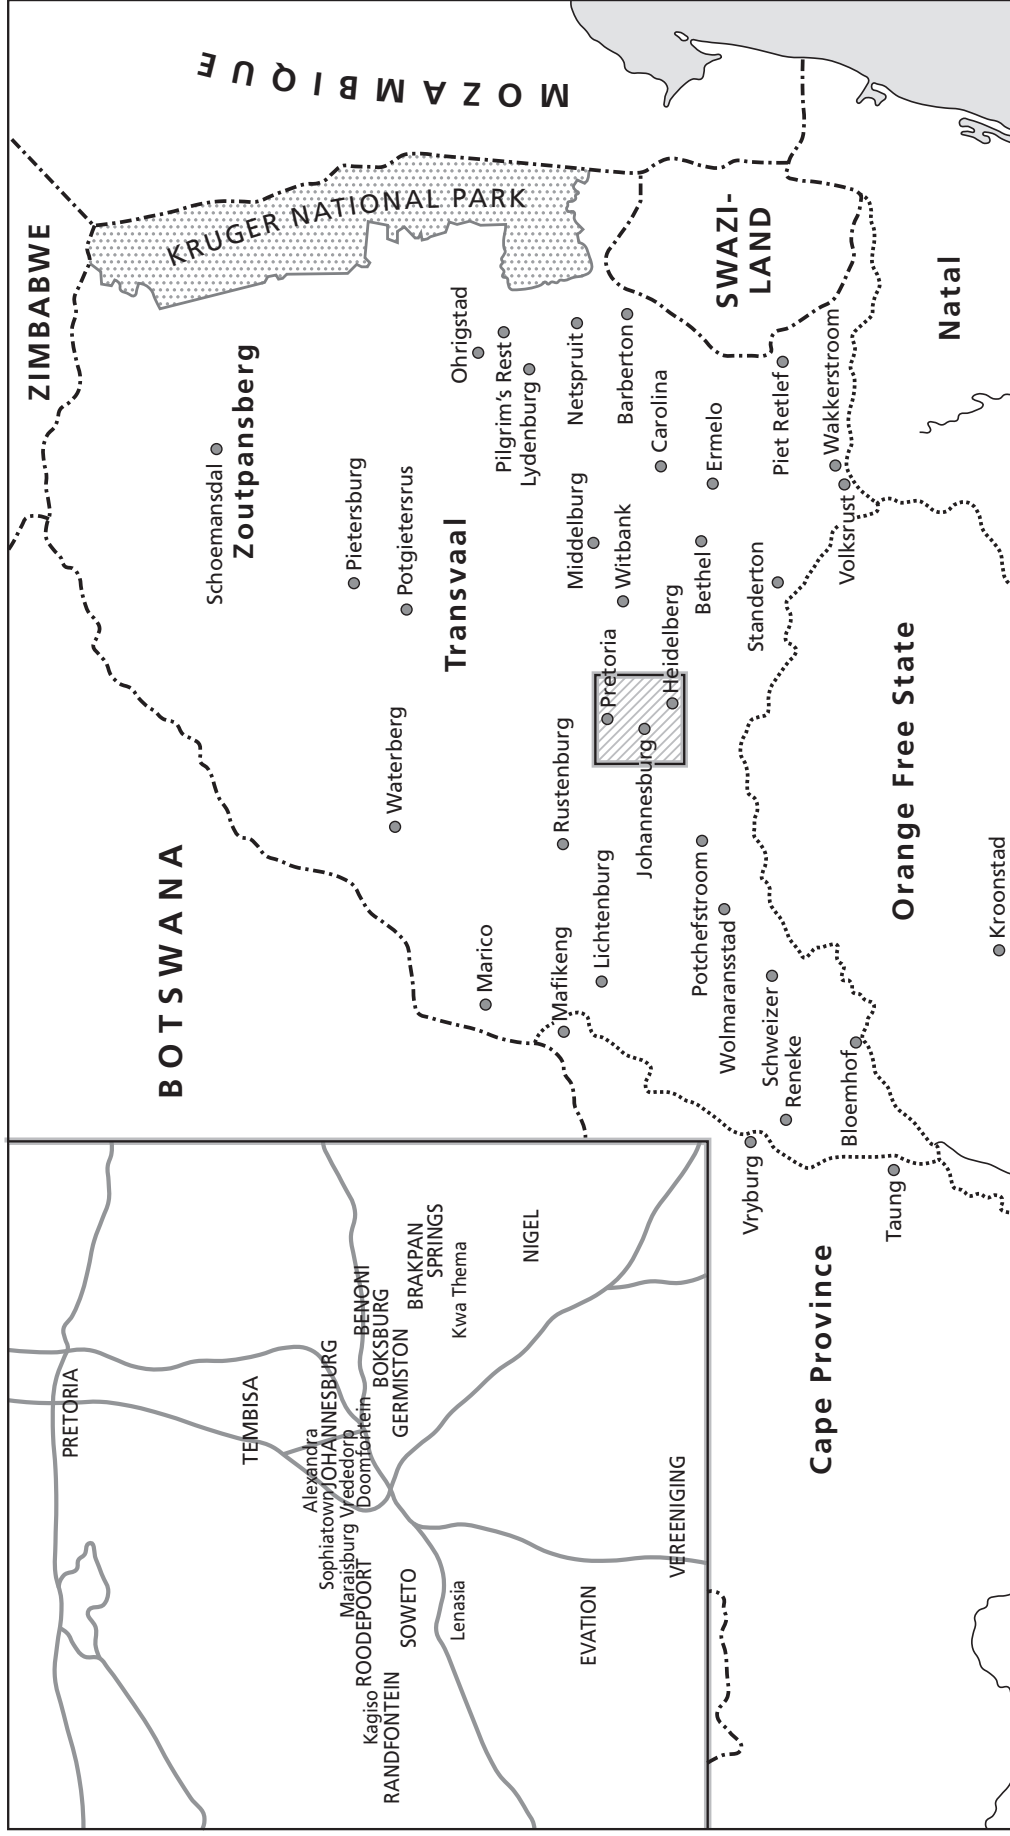 PRETORIA
TEMBISA
Alexandra
Sophiatown
JOHANNESBURG
Maraisburg
Vrededorp
Doornfontein
BENONI
BOKSBURG
GERMISTON
BRAKPAN
SPRINGS
Kwa Thema
NIGEL
ROODEPOORT
Kagiso
RANDFONTEIN
SOWETO
Lenasia
EVATION
VEREENIGING
BOTSWANA
ZIMBABWE
MOZAMBIQUE
KRUGER NATIONAL PARK
Schoemansdal
Zoutpansberg
Pietersburg
Potgietersrus
Transvaal
Waterberg
Marico
Ohrigstad
Pilgrim's Rest
Lydenburg
Netspruit
Barberton
Carolina
Ermelo
Middelburg
Witbank
Bethel
Standerton
Pretoria
Heidelberg
Johannesburg
Rustenburg
Lichtenburg
Mafikeng
Potchefstroom
Wolmaransstad
Schweizer
Reneke
Bloemhof
Vryburg
Taung
Piet Retlef
Wakkerstroom
Volksrust
SWAZI-
LAND
Natal
Orange Free State
Kroonstad
Cape Province